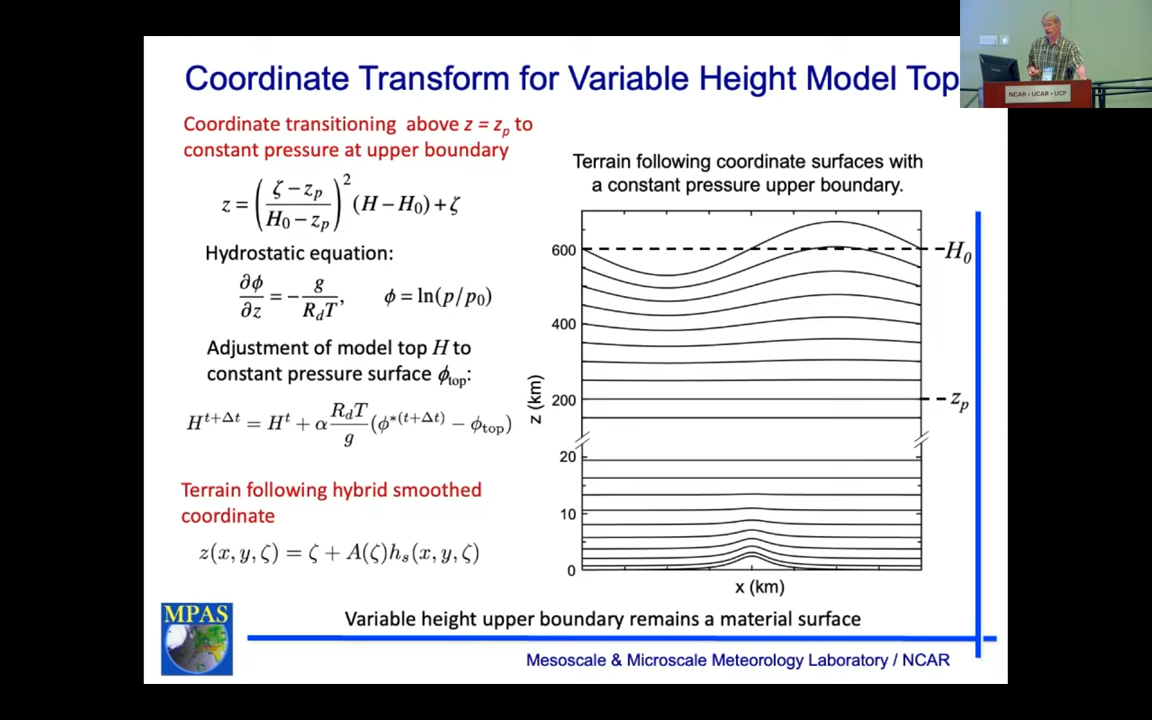 Coordinate Transform for Variable Height Model Top
NCAR • UCAR • UCP
Coordinate transitioning above z = z_p to
constant pressure at upper boundary
z = ( (ζ − z_p) / (H_0 − z_p) )^2 (H − H_0) + ζ
Hydrostatic equation:
∂ϕ/∂z = − g/(R_d T), ϕ = ln(p/p_0)
Adjustment of model top H to
constant pressure surface ϕ_top:
H^{t+Δt} = H^t + α (R_d T)/g (ϕ^{*(t+Δt)} − ϕ_top)
Terrain following hybrid smoothed
coordinate
z(x, y, ζ) = ζ + A(ζ)h_s(x, y, ζ)
Terrain following coordinate surfaces with
a constant pressure upper boundary.
600
H_0
400
z (km)
200
z_p
20
10
0
x (km)
MPAS
Variable height upper boundary remains a material surface
Mesoscale & Microscale Meteorology Laboratory / NCAR